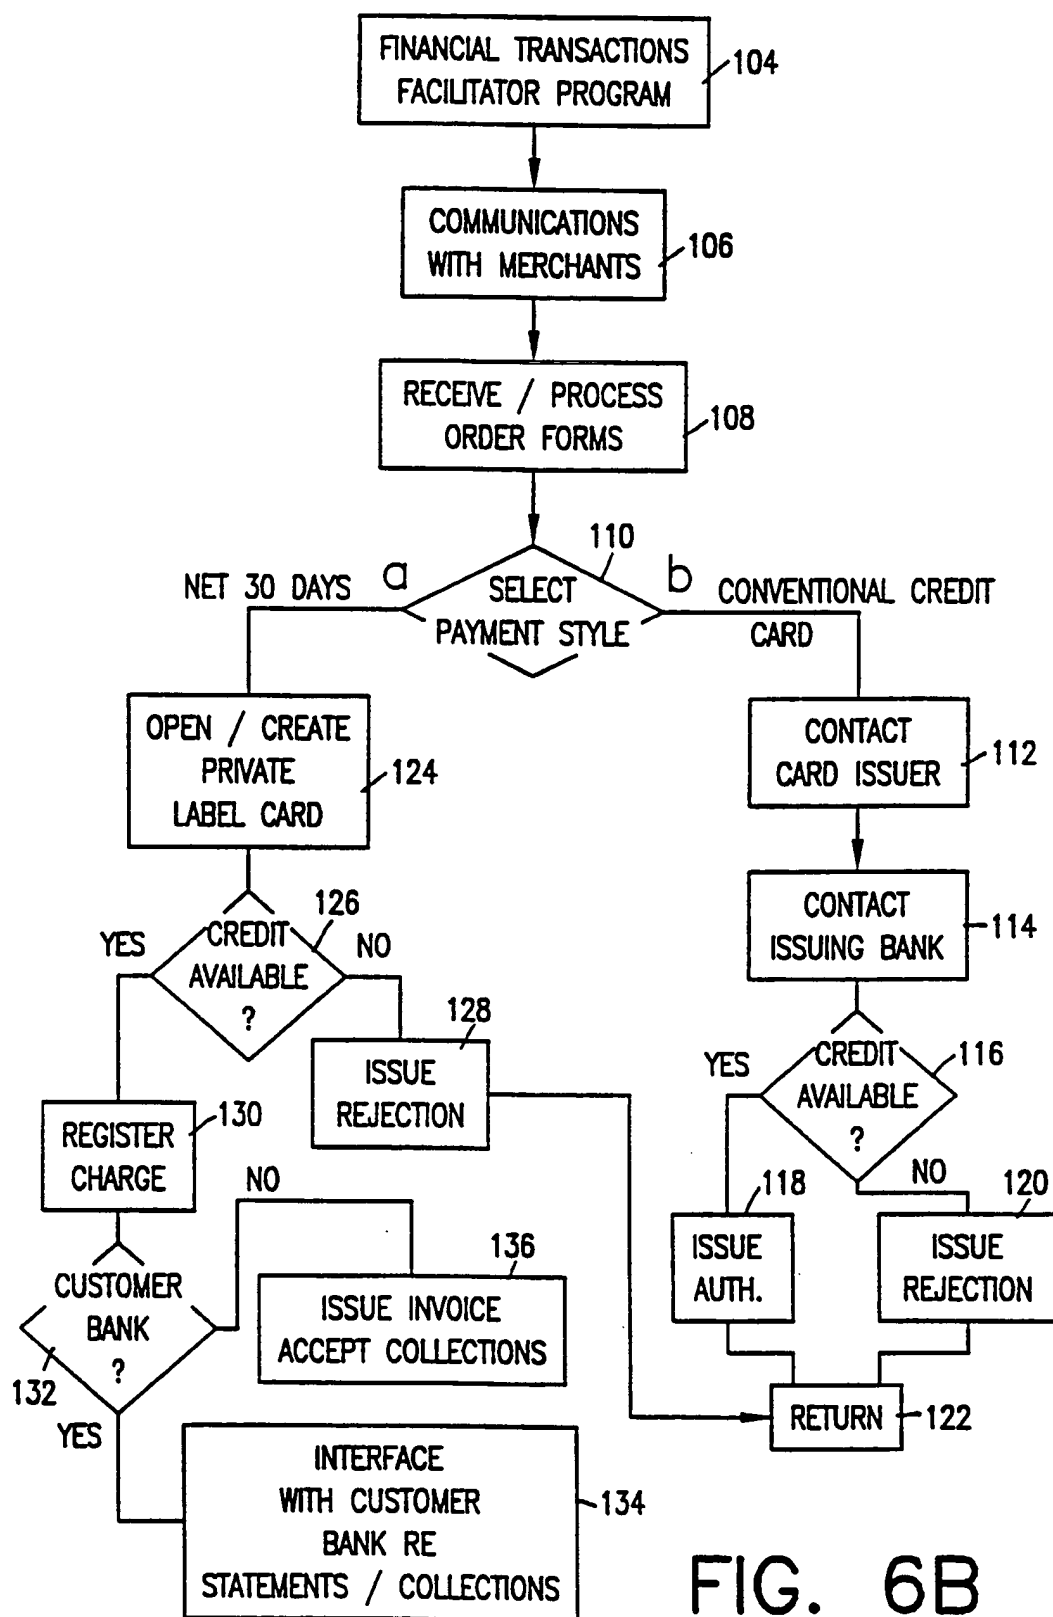 FINANCIAL TRANSACTIONS
FACILITATOR PROGRAM
104
COMMUNICATIONS
WITH MERCHANTS
106
RECEIVE / PROCESS
ORDER FORMS
108
110
a
b
NET 30 DAYS
SELECT
PAYMENT STYLE
CONVENTIONAL CREDIT
CARD
OPEN / CREATE
PRIVATE
LABEL CARD
124
CONTACT
CARD ISSUER
112
CONTACT
ISSUING BANK
114
126
YES
CREDIT
AVAILABLE
?
NO
128
ISSUE
REJECTION
YES
CREDIT
AVAILABLE
?
116
NO
REGISTER
CHARGE
130
118
ISSUE
AUTH.
120
ISSUE
REJECTION
NO
CUSTOMER
BANK
?
132
YES
136
ISSUE INVOICE
ACCEPT COLLECTIONS
RETURN
122
INTERFACE
WITH CUSTOMER
BANK RE
STATEMENTS / COLLECTIONS
134
FIG. 6B